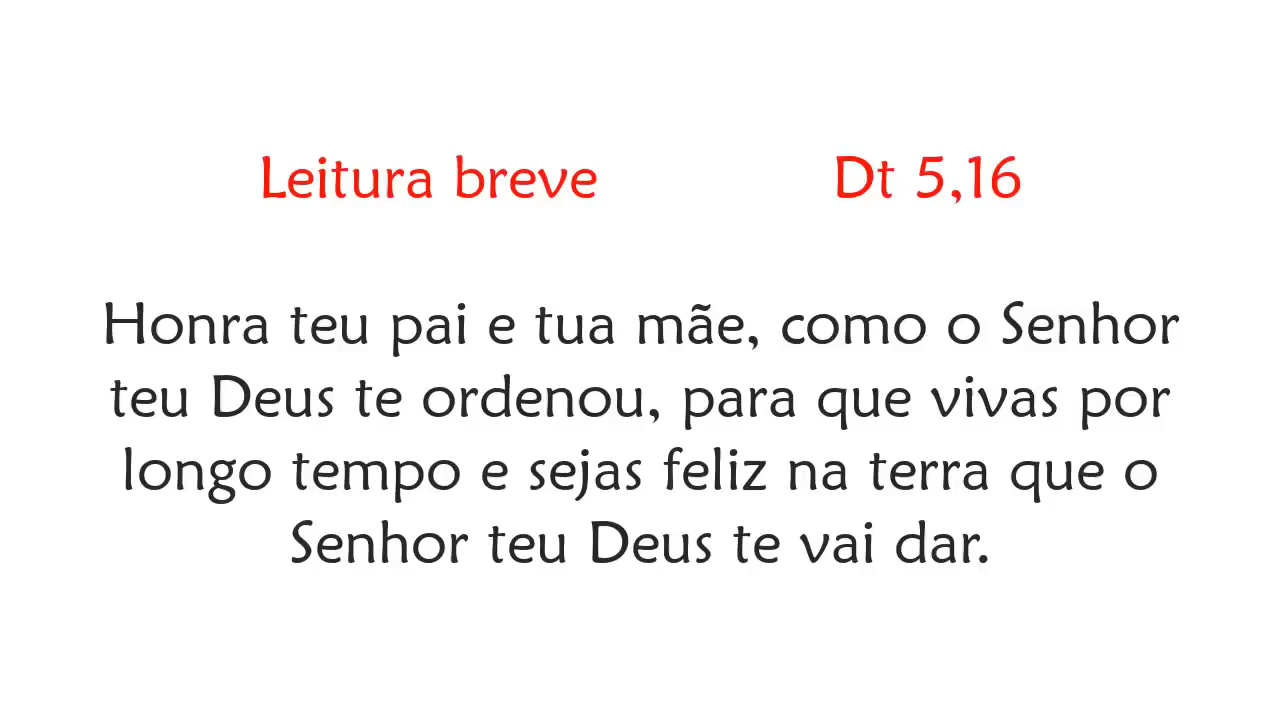 Leitura breve Dt 5,16
Honra teu pai e tua mãe, como o Senhor
teu Deus te ordenou, para que vivas por
longo tempo e sejas feliz na terra que o
Senhor teu Deus te vai dar.